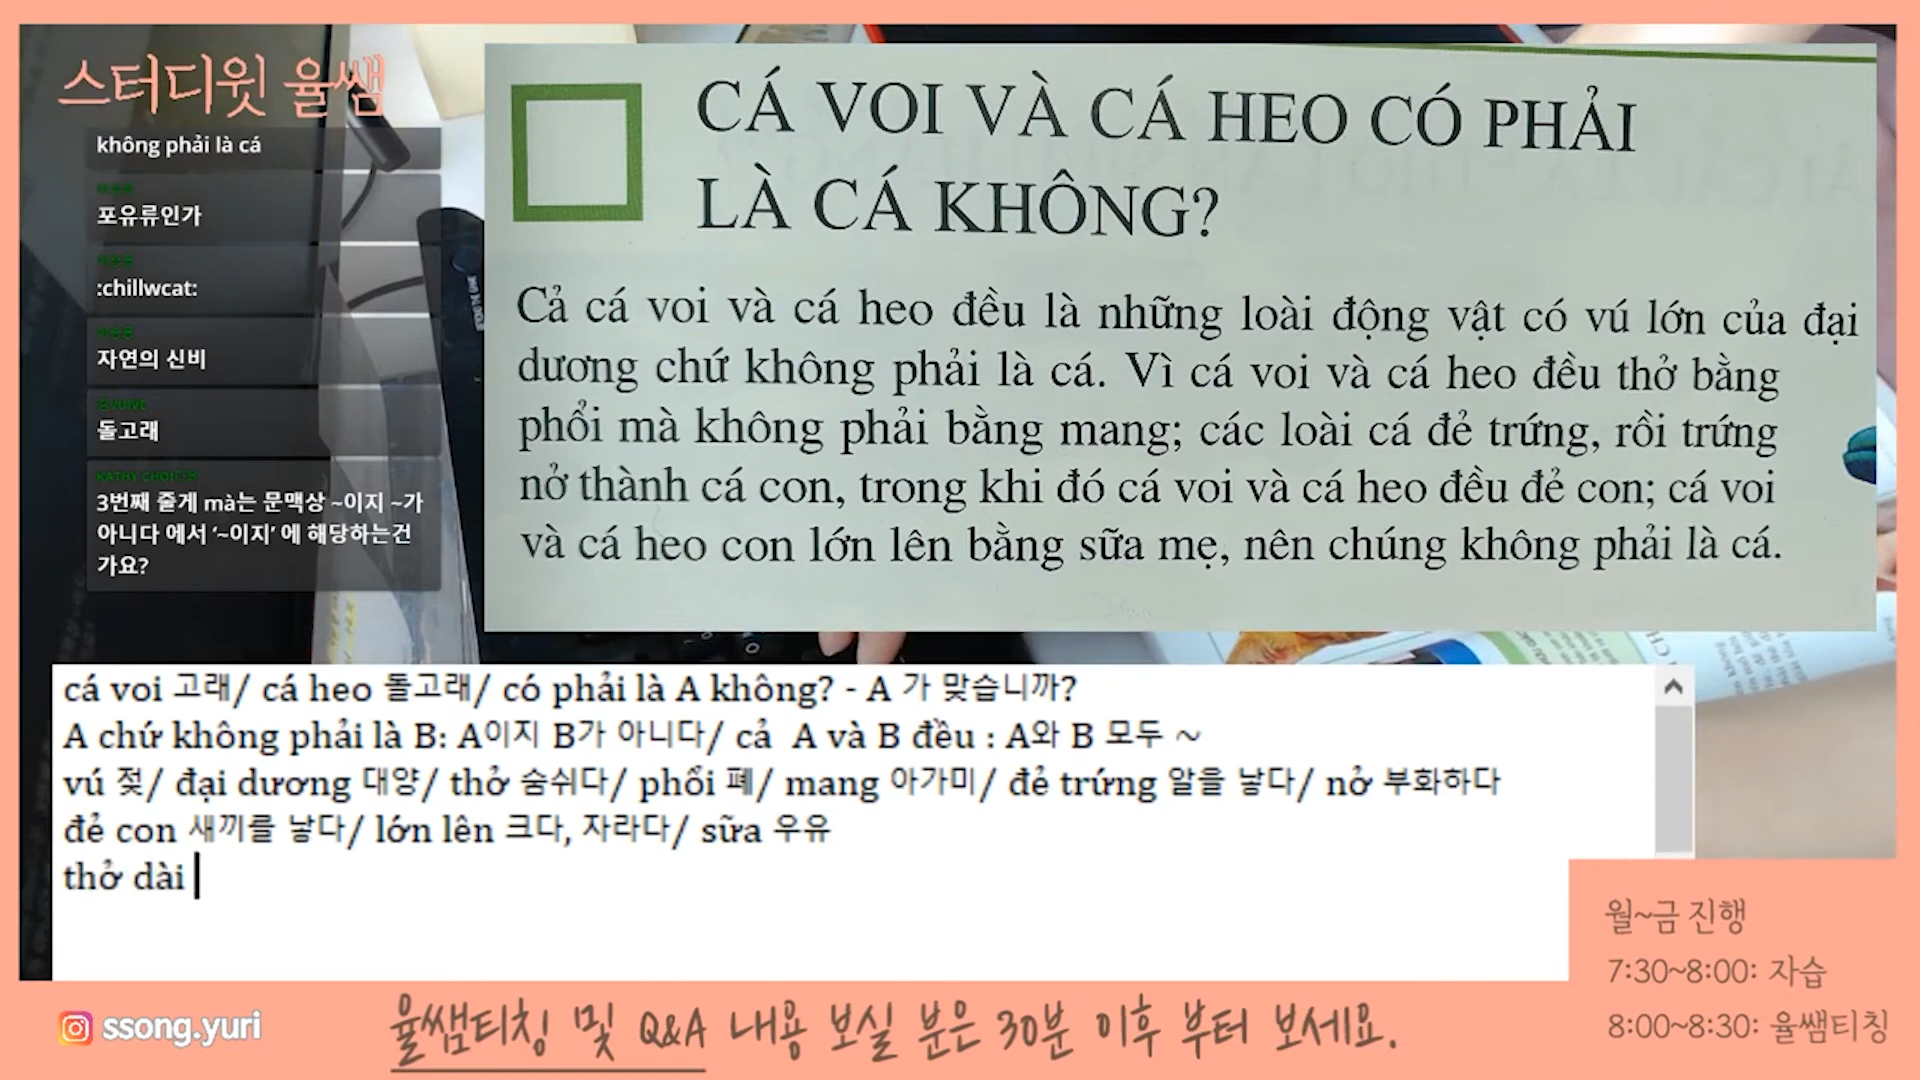 스터디윗 율쌤
không phải là cá
포유류인가
:chillwcat:
자연의 신비
돌고래
3번째 줄게 mà는 문맥상 ~이지 ~가
아니다 에서 ‘~이지’ 에 해당하는건
가요?
CÁ VOI VÀ CÁ HEO CÓ PHẢI
LÀ CÁ KHÔNG?
Cả cá voi và cá heo đều là những loài động vật có vú lớn của đại
dương chứ không phải là cá. Vì cá voi và cá heo đều thở bằng
phổi mà không phải bằng mang; các loài cá đẻ trứng, rồi trứng
nở thành cá con, trong khi đó cá voi và cá heo đều đẻ con; cá voi
và cá heo con lớn lên bằng sữa mẹ, nên chúng không phải là cá.
cá voi 고래/ cá heo 돌고래/ có phải là A không? - A 가 맞습니까?
A chứ không phải là B: A이지 B가 아니다/ cả A và B đều : A와 B 모두 ~
vú 젖/ đại dương 대양/ thở 숨쉬다/ phổi 폐/ mang 아가미/ đẻ trứng 알을 낳다/ nở 부화하다
đẻ con 새끼를 낳다/ lớn lên 크다, 자라다/ sữa 우유
thở dài
월~금 진행
7:30~8:00: 자습
8:00~8:30: 율쌤티칭
ssong.yuri
율쌤티칭 및 Q&A 내용 보실 분은 30분 이후 부터 보세요.